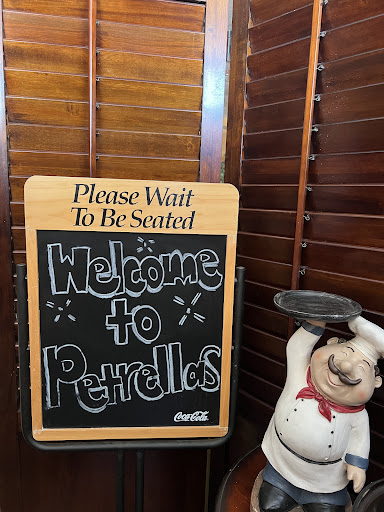 Please Wait
To Be Seated
Welcome
to
Petrellas
Coca-Cola